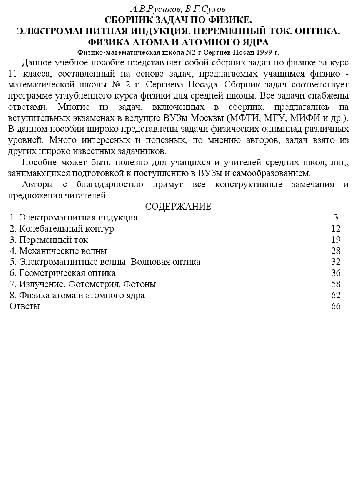 А.В.Русаков, В.Г.Сухов
СБОРНИК ЗАДАЧ ПО ФИЗИКЕ.
ЭЛЕКТРОМАГНИТНАЯ ИНДУКЦИЯ. ПЕРЕМЕННЫЙ ТОК. ОПТИКА.
ФИЗИКА АТОМА И АТОМНОГО ЯДРА
Физико-математическая школа №2 г. Сергиев Посад 1999 г.
Данное учебное пособие представляет собой сборник задач по физике за курс
11 классов, составленный на основе задач, предлагаемых учащимся физико -
математической школы № 2 г. Сергиева Посада. Сборник задач соответствует
программе углубленного курса физики для средней школы. Все задачи снабжены
ответами. Многие из задач, включенных в сборник, предлагались на
вступительных экзаменах в ведущие ВУЗы Москвы (МФТИ, МГУ, МИФИ и др.).
В данном пособии широко представлены задачи физических олимпиад различных
уровней. Много интересных и полезных, по мнению авторов, задач взято из
других широко известных задачников.
Пособие может быть полезно для учащихся и учителей средних школ, лиц,
занимающихся подготовкой к поступлению в ВУЗы и самообразованием.
Авторы с благодарностью примут все конструктивные замечания и
предложения читателей.
СОДЕРЖАНИЕ
1. Электромагнитная индукция 3
2. Колебательный контур 12
3. Переменный ток 19
4. Механические волны 28
5. Электромагнитные волны. Волновая оптика 32
6. Геометрическая оптика 36
7. Излучение. Фотометрия. Фотоны 58
8. Физика атома и атомного ядра 62
Ответы 66